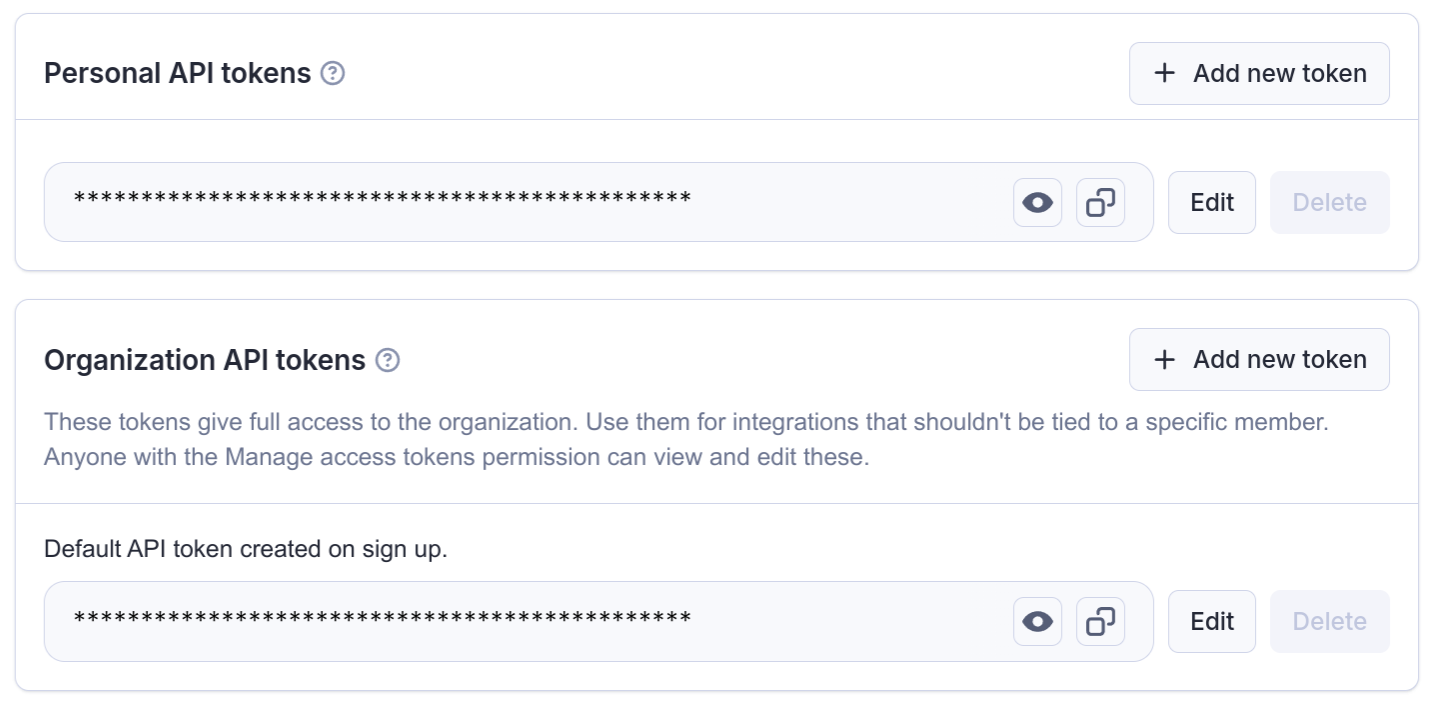 Personal API tokens
+ Add new token
**********************************************
Edit
Delete
Organization API tokens
+ Add new token
These tokens give full access to the organization. Use them for integrations that shouldn't be tied to a specific member.
Anyone with the Manage access tokens permission can view and edit these.
Default API token created on sign up.
**********************************************
Edit
Delete